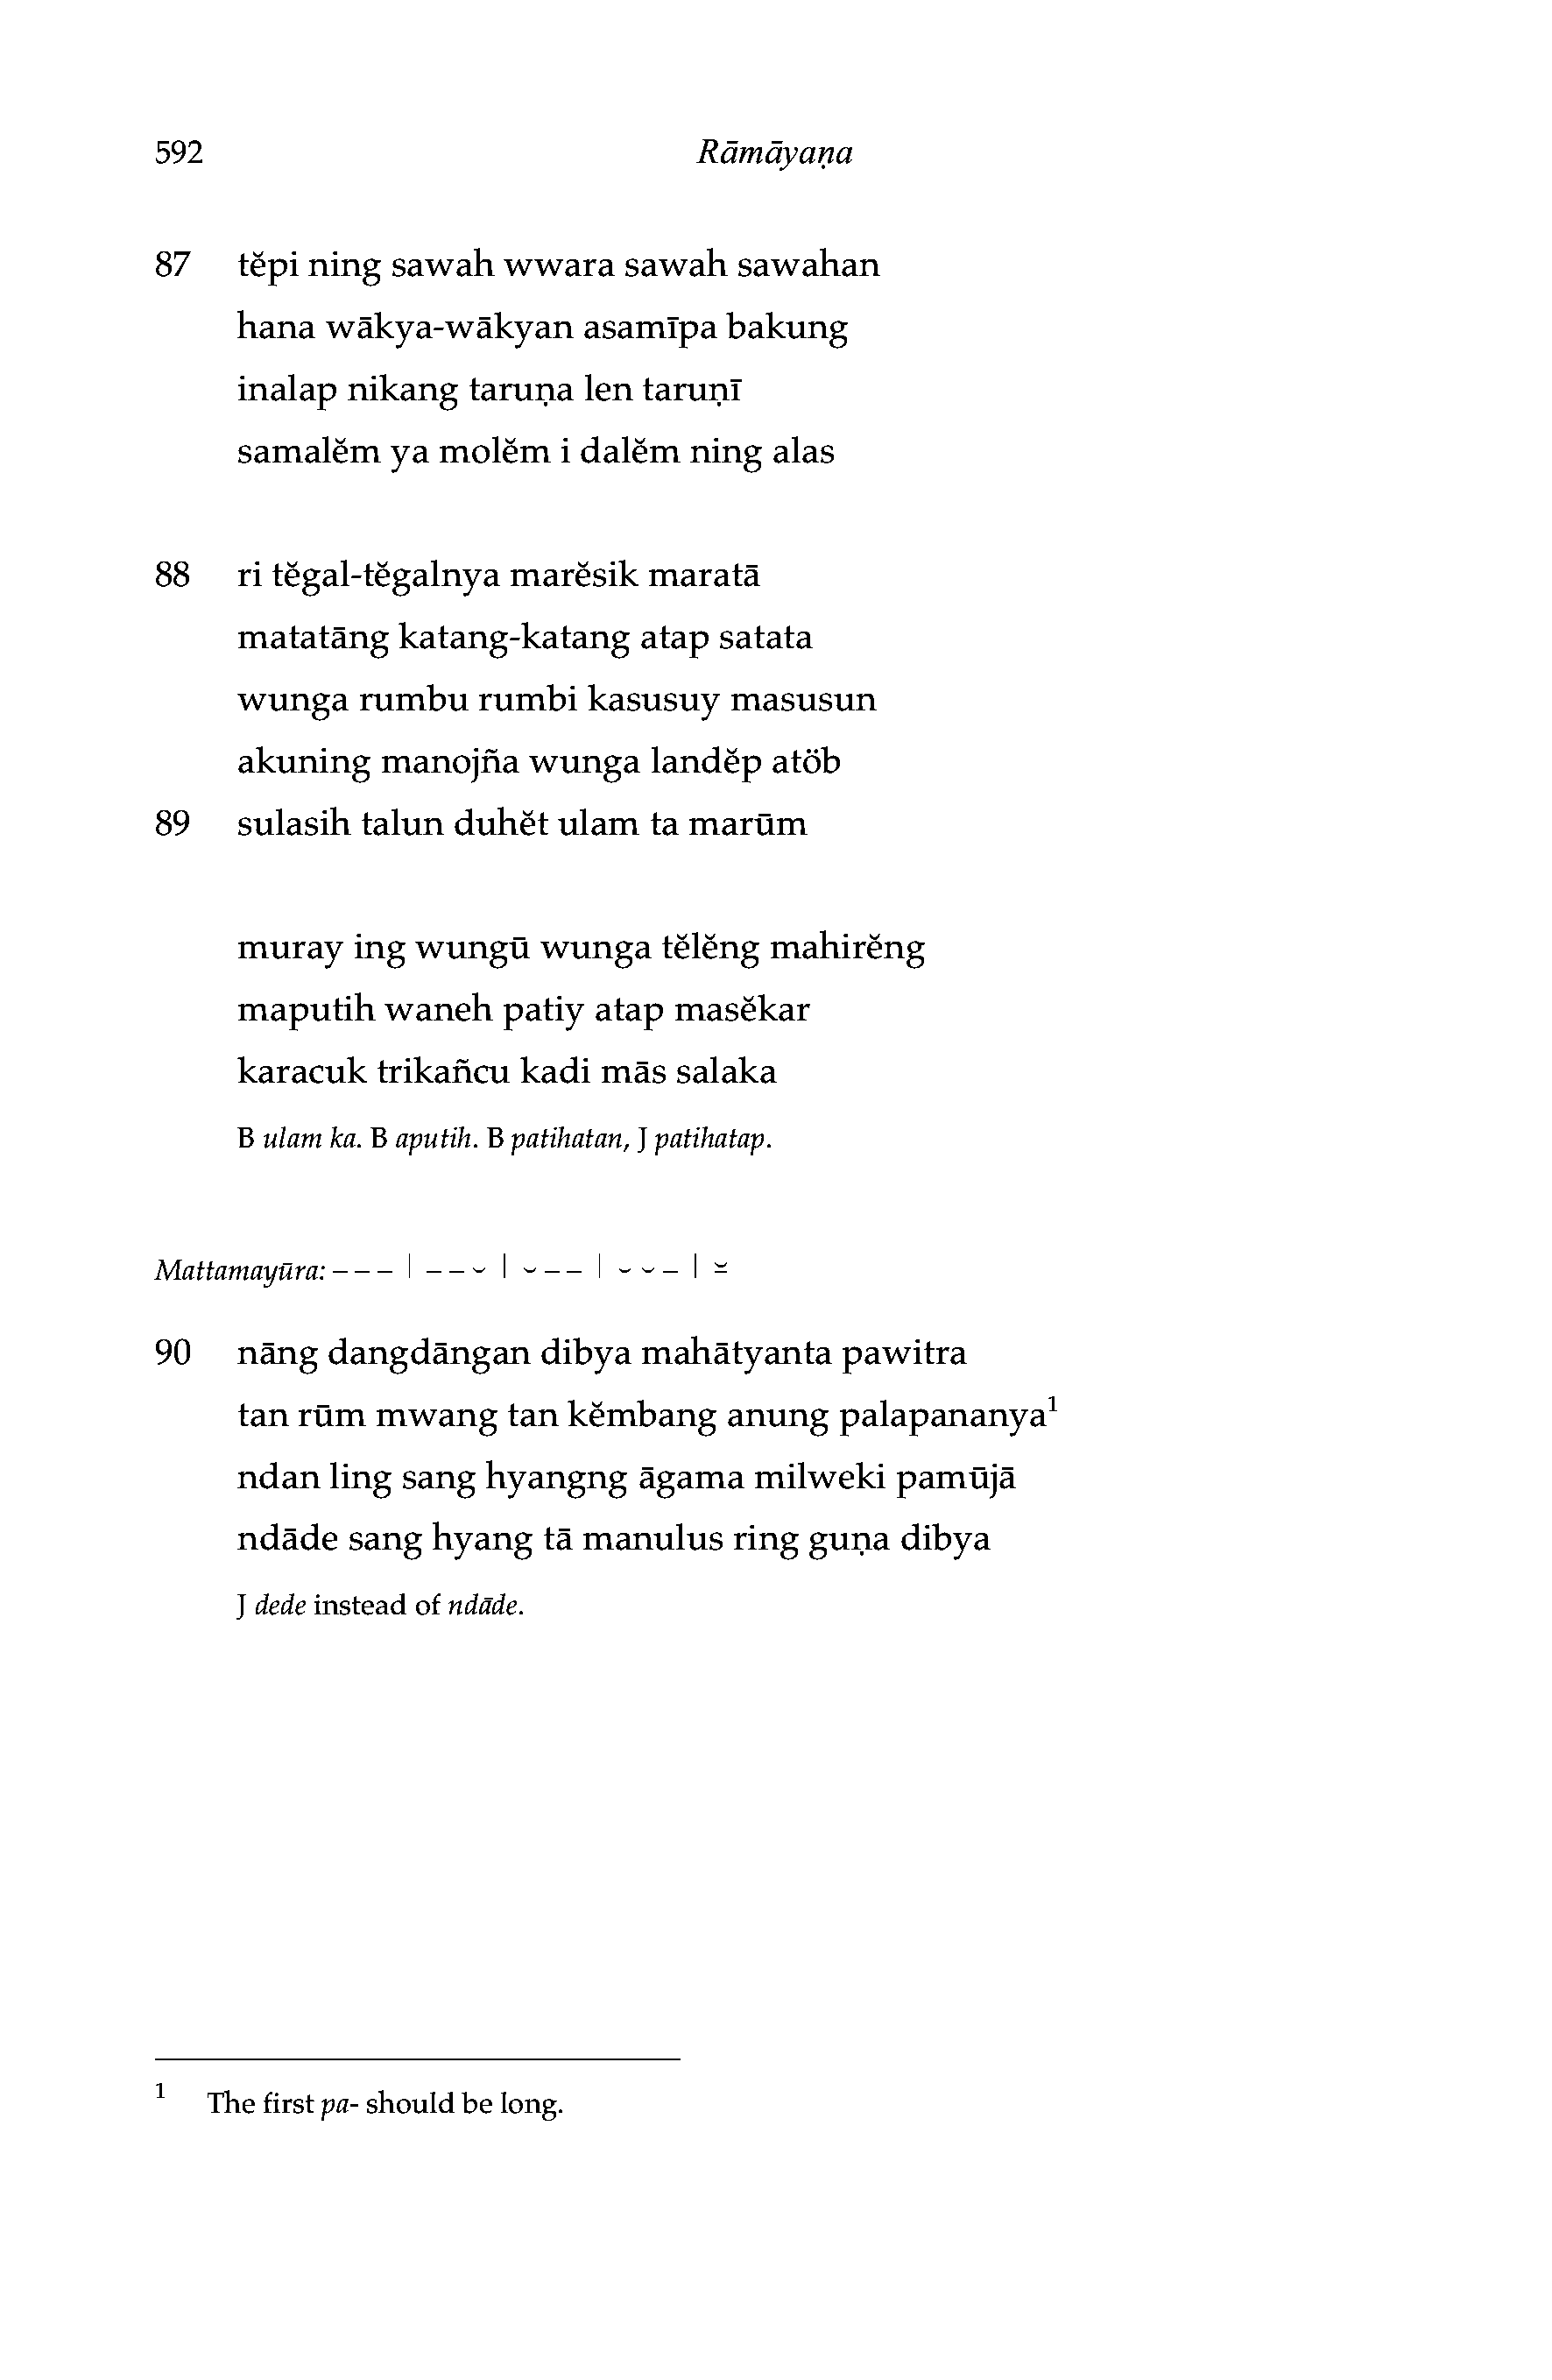 592 Rāmāyaṇa
87 tĕpi ning sawah wwara sawah sawahan
hana wākya-wākyan asamīpa bakung
inalap nikang taruṇa len taruṇī
samalĕm ya molĕm i dalĕm ning alas
88 ri tĕgal-tĕgalnya marĕsik maratā
matatāng katang-katang atap satata
wunga rumbu rumbi kasusuy masusun
akuning manojña wunga landĕp atöb
89 sulasih talun duhĕt ulam ta marūm
muray ing wungū wunga tĕlĕng mahirĕng
maputih waneh patiy atap masĕkar
karacuk trikañcu kadi mās salaka
B ulam ka. B aputih. B patihatan, J patihatap.
Mattamayūra: – – – | – – ⏑ | ⏑ – – | ⏑ ⏑ – | ⏓
90 nāng dangdāngan dibya mahātyanta pawitra
tan rūm mwang tan kĕmbang anung palapananya¹
ndan ling sang hyangng āgama milweki pamūjā
ndāde sang hyang tā manulus ring guṇa dibya
J dede instead of ndāde.
¹ The first pa- should be long.